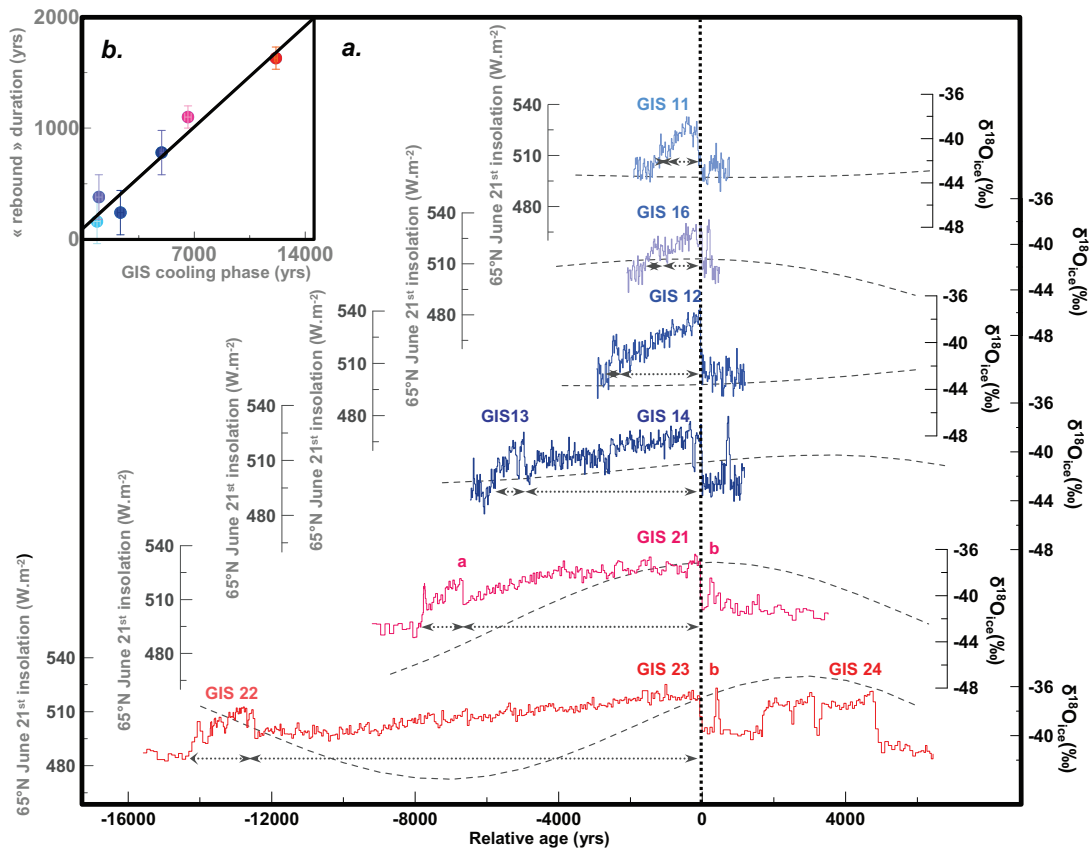 b.
« rebound » duration (yrs)
2000
1000
0
7000
14000
GIS cooling phase (yrs)
a.
GIS 11
540
510
480
65°N June 21st insolation (W.m-2)
-36
-40
-44
-48
δ18Oice(‰)
GIS 16
540
510
480
65°N June 21st insolation (W.m-2)
-36
-40
-44
-48
δ18Oice(‰)
GIS 12
540
510
480
65°N June 21st insolation (W.m-2)
-36
-40
-44
-48
δ18Oice(‰)
GIS13
GIS 14
540
510
480
65°N June 21st insolation (W.m-2)
-36
-40
-44
-48
δ18Oice(‰)
GIS 21
a
b
540
510
480
65°N June 21st insolation (W.m-2)
-36
-40
-44
-48
δ18Oice(‰)
GIS 22
GIS 23
b
GIS 24
540
510
480
65°N June 21st insolation (W.m-2)
-36
-40
δ18Oice(‰)
-16000
-12000
-8000
-4000
0
4000
Relative age (yrs)